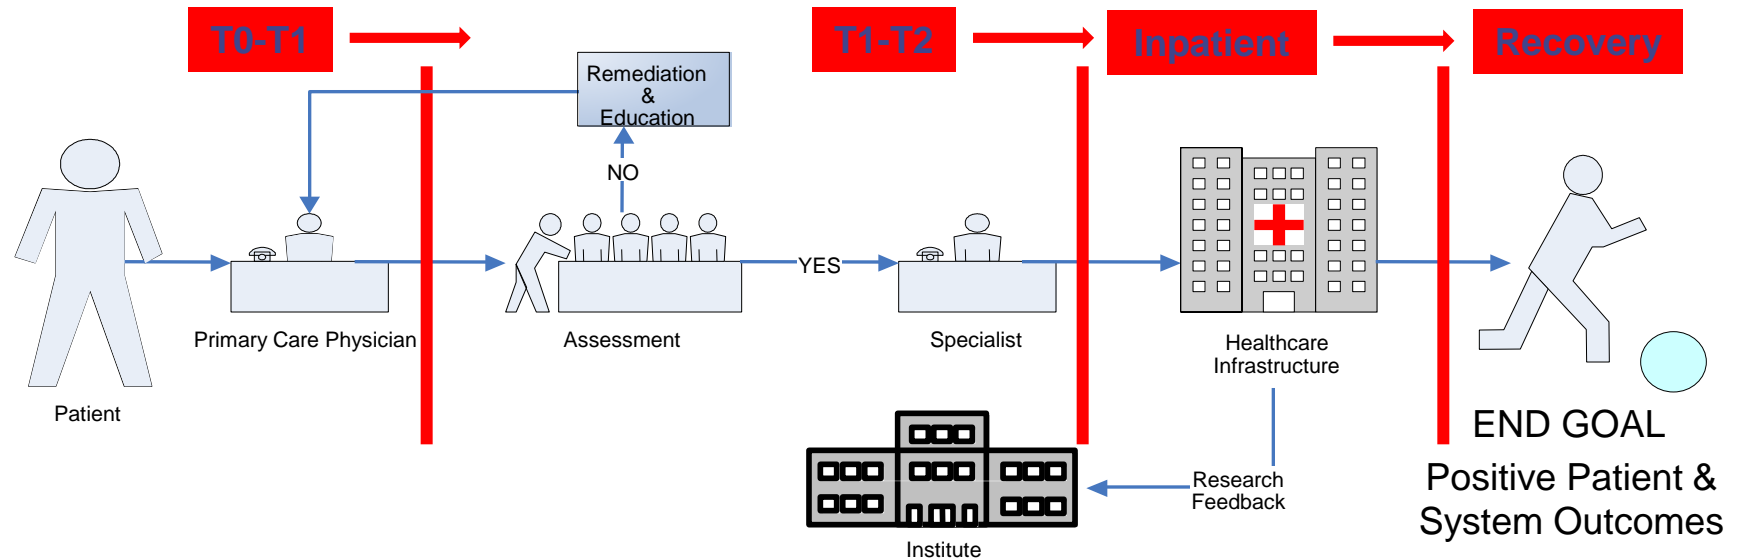 T0-T1
T1-T2
Inpatient
Recovery
Remediation
&
Education
NO
YES
Primary Care Physician
Assessment
Specialist
Healthcare
Infrastructure
Patient
END GOAL
Positive Patient &
System Outcomes
Research
Feedback
Institute